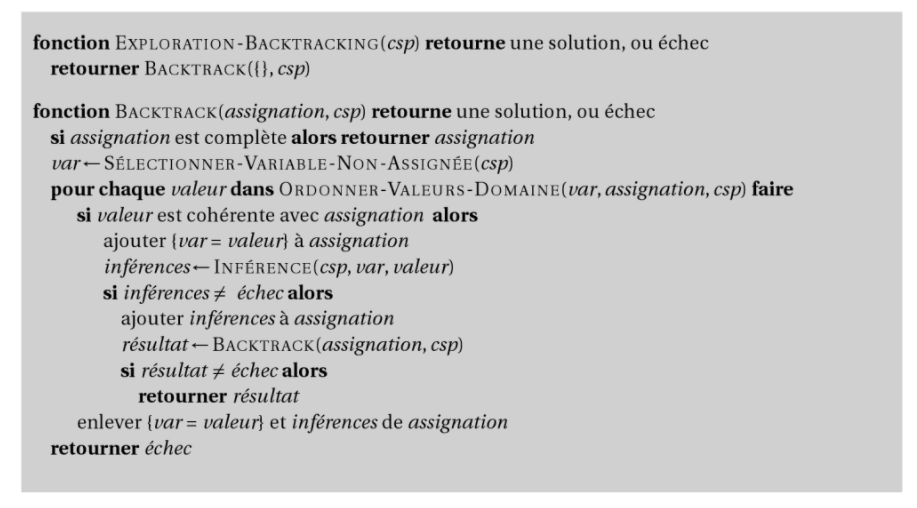 fonction EXPLORATION-BACKTRACKING(csp) retourne une solution, ou échec
retourner BACKTRACK({}, csp)
fonction BACKTRACK(assignation, csp) retourne une solution, ou échec
si assignation est complète alors retourner assignation
var ← SÉLECTIONNER-VARIABLE-NON-ASSIGNÉE(csp)
pour chaque valeur dans ORDONNER-VALEURS-DOMAINE(var, assignation, csp) faire
si valeur est cohérente avec assignation alors
ajouter {var = valeur} à assignation
inférences ← INFÉRENCE(csp, var, valeur)
si inférences ≠ échec alors
ajouter inférences à assignation
résultat ← BACKTRACK(assignation, csp)
si résultat ≠ échec alors
retourner résultat
enlever {var = valeur} et inférences de assignation
retourner échec